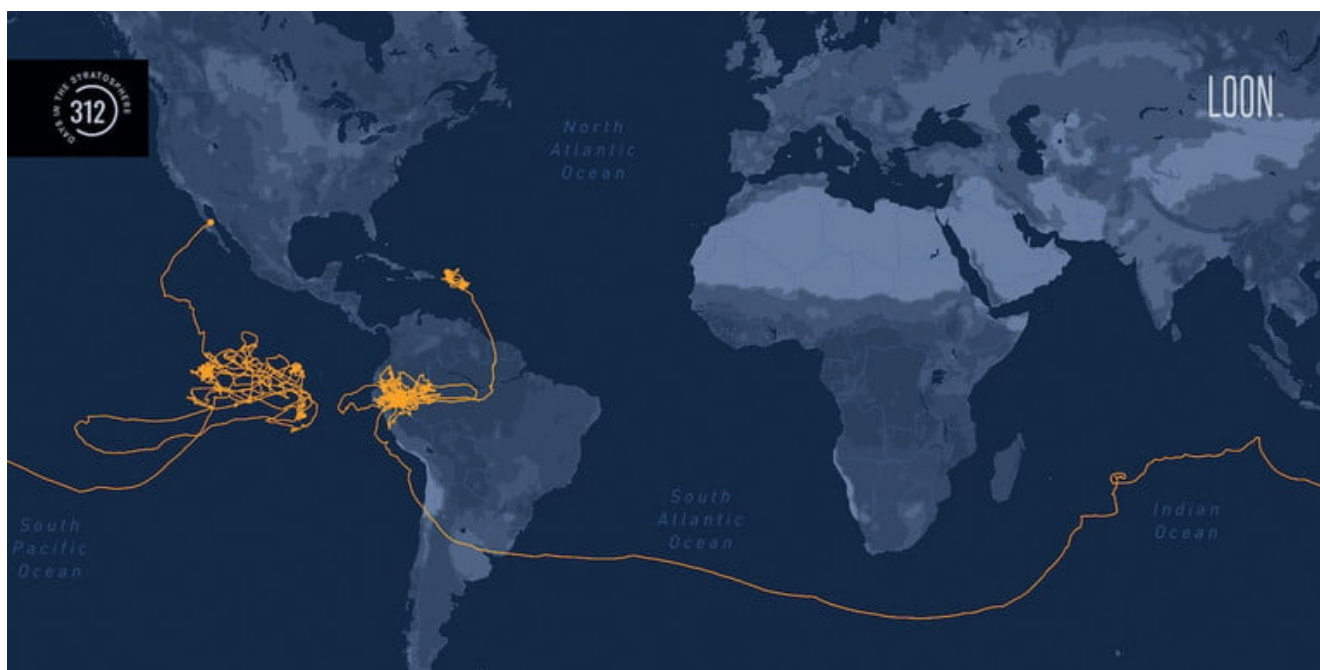 DAYS IN THE STRATOSPHERE
312
LOON
North
Atlantic
Ocean
South
Pacific
Ocean
South
Atlantic
Ocean
Indian
Ocean